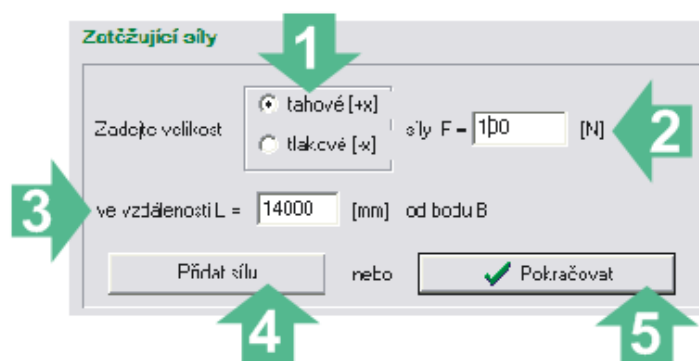 Zatěžující síly
1
tahové [+x]
Zadejte velikost síly F = 100 [N] 2
tlakové [-x]
3 ve vzdálenosti L = 14000 [mm] od bodu B
Přidat sílu nebo Pokračovat
4 5